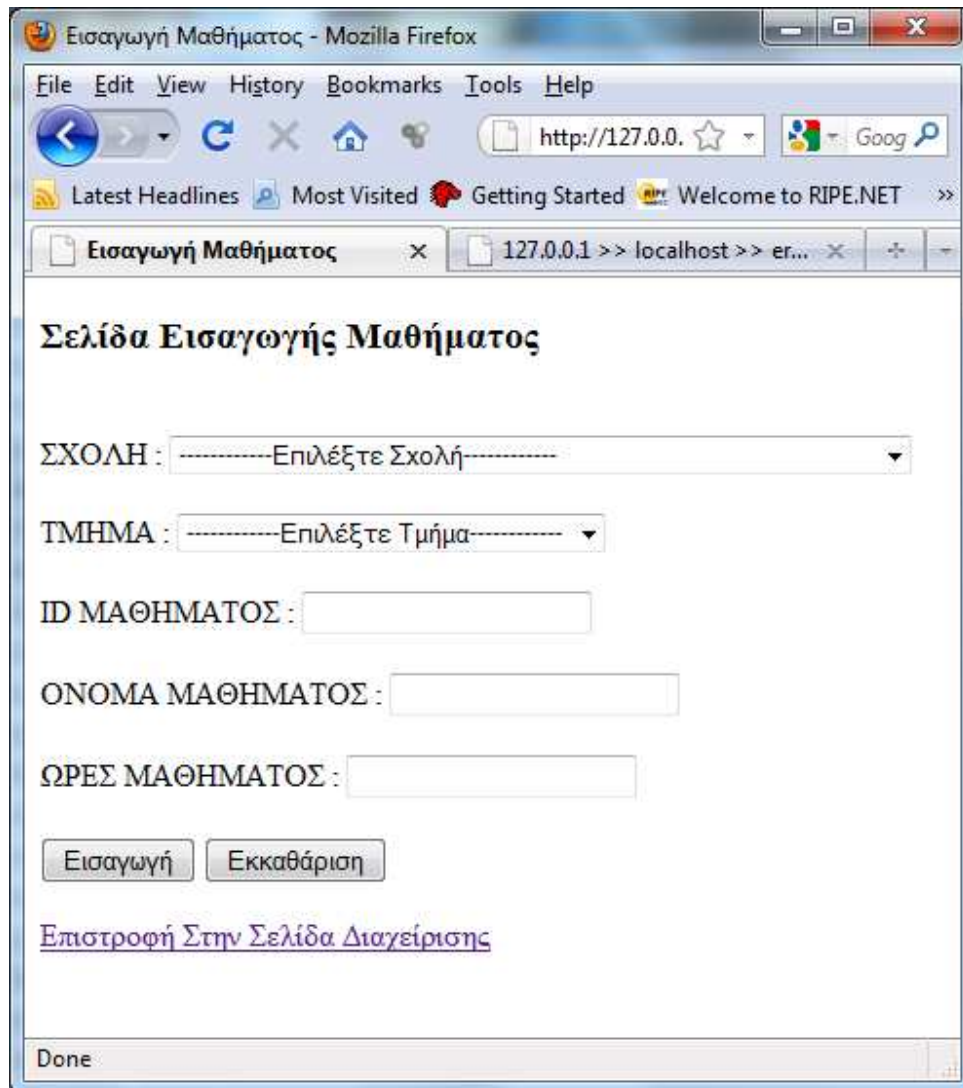 Εισαγωγή Μαθήματος - Mozilla Firefox
File Edit View History Bookmarks Tools Help
http://127.0.0. Goog
Latest Headlines Most Visited Getting Started RIPE Welcome to RIPE.NET »
Εισαγωγή Μαθήματος 127.0.0.1 >> localhost >> er...
Σελίδα Εισαγωγής Μαθήματος
ΣΧΟΛΗ : ------------Επιλέξτε Σχολή------------
ΤΜΗΜΑ : ------------Επιλέξτε Τμήμα------------
ID ΜΑΘΗΜΑΤΟΣ :
ΟΝΟΜΑ ΜΑΘΗΜΑΤΟΣ :
ΩΡΕΣ ΜΑΘΗΜΑΤΟΣ :
Εισαγωγή Εκκαθάριση
Επιστροφή Στην Σελίδα Διαχείρισης
Done